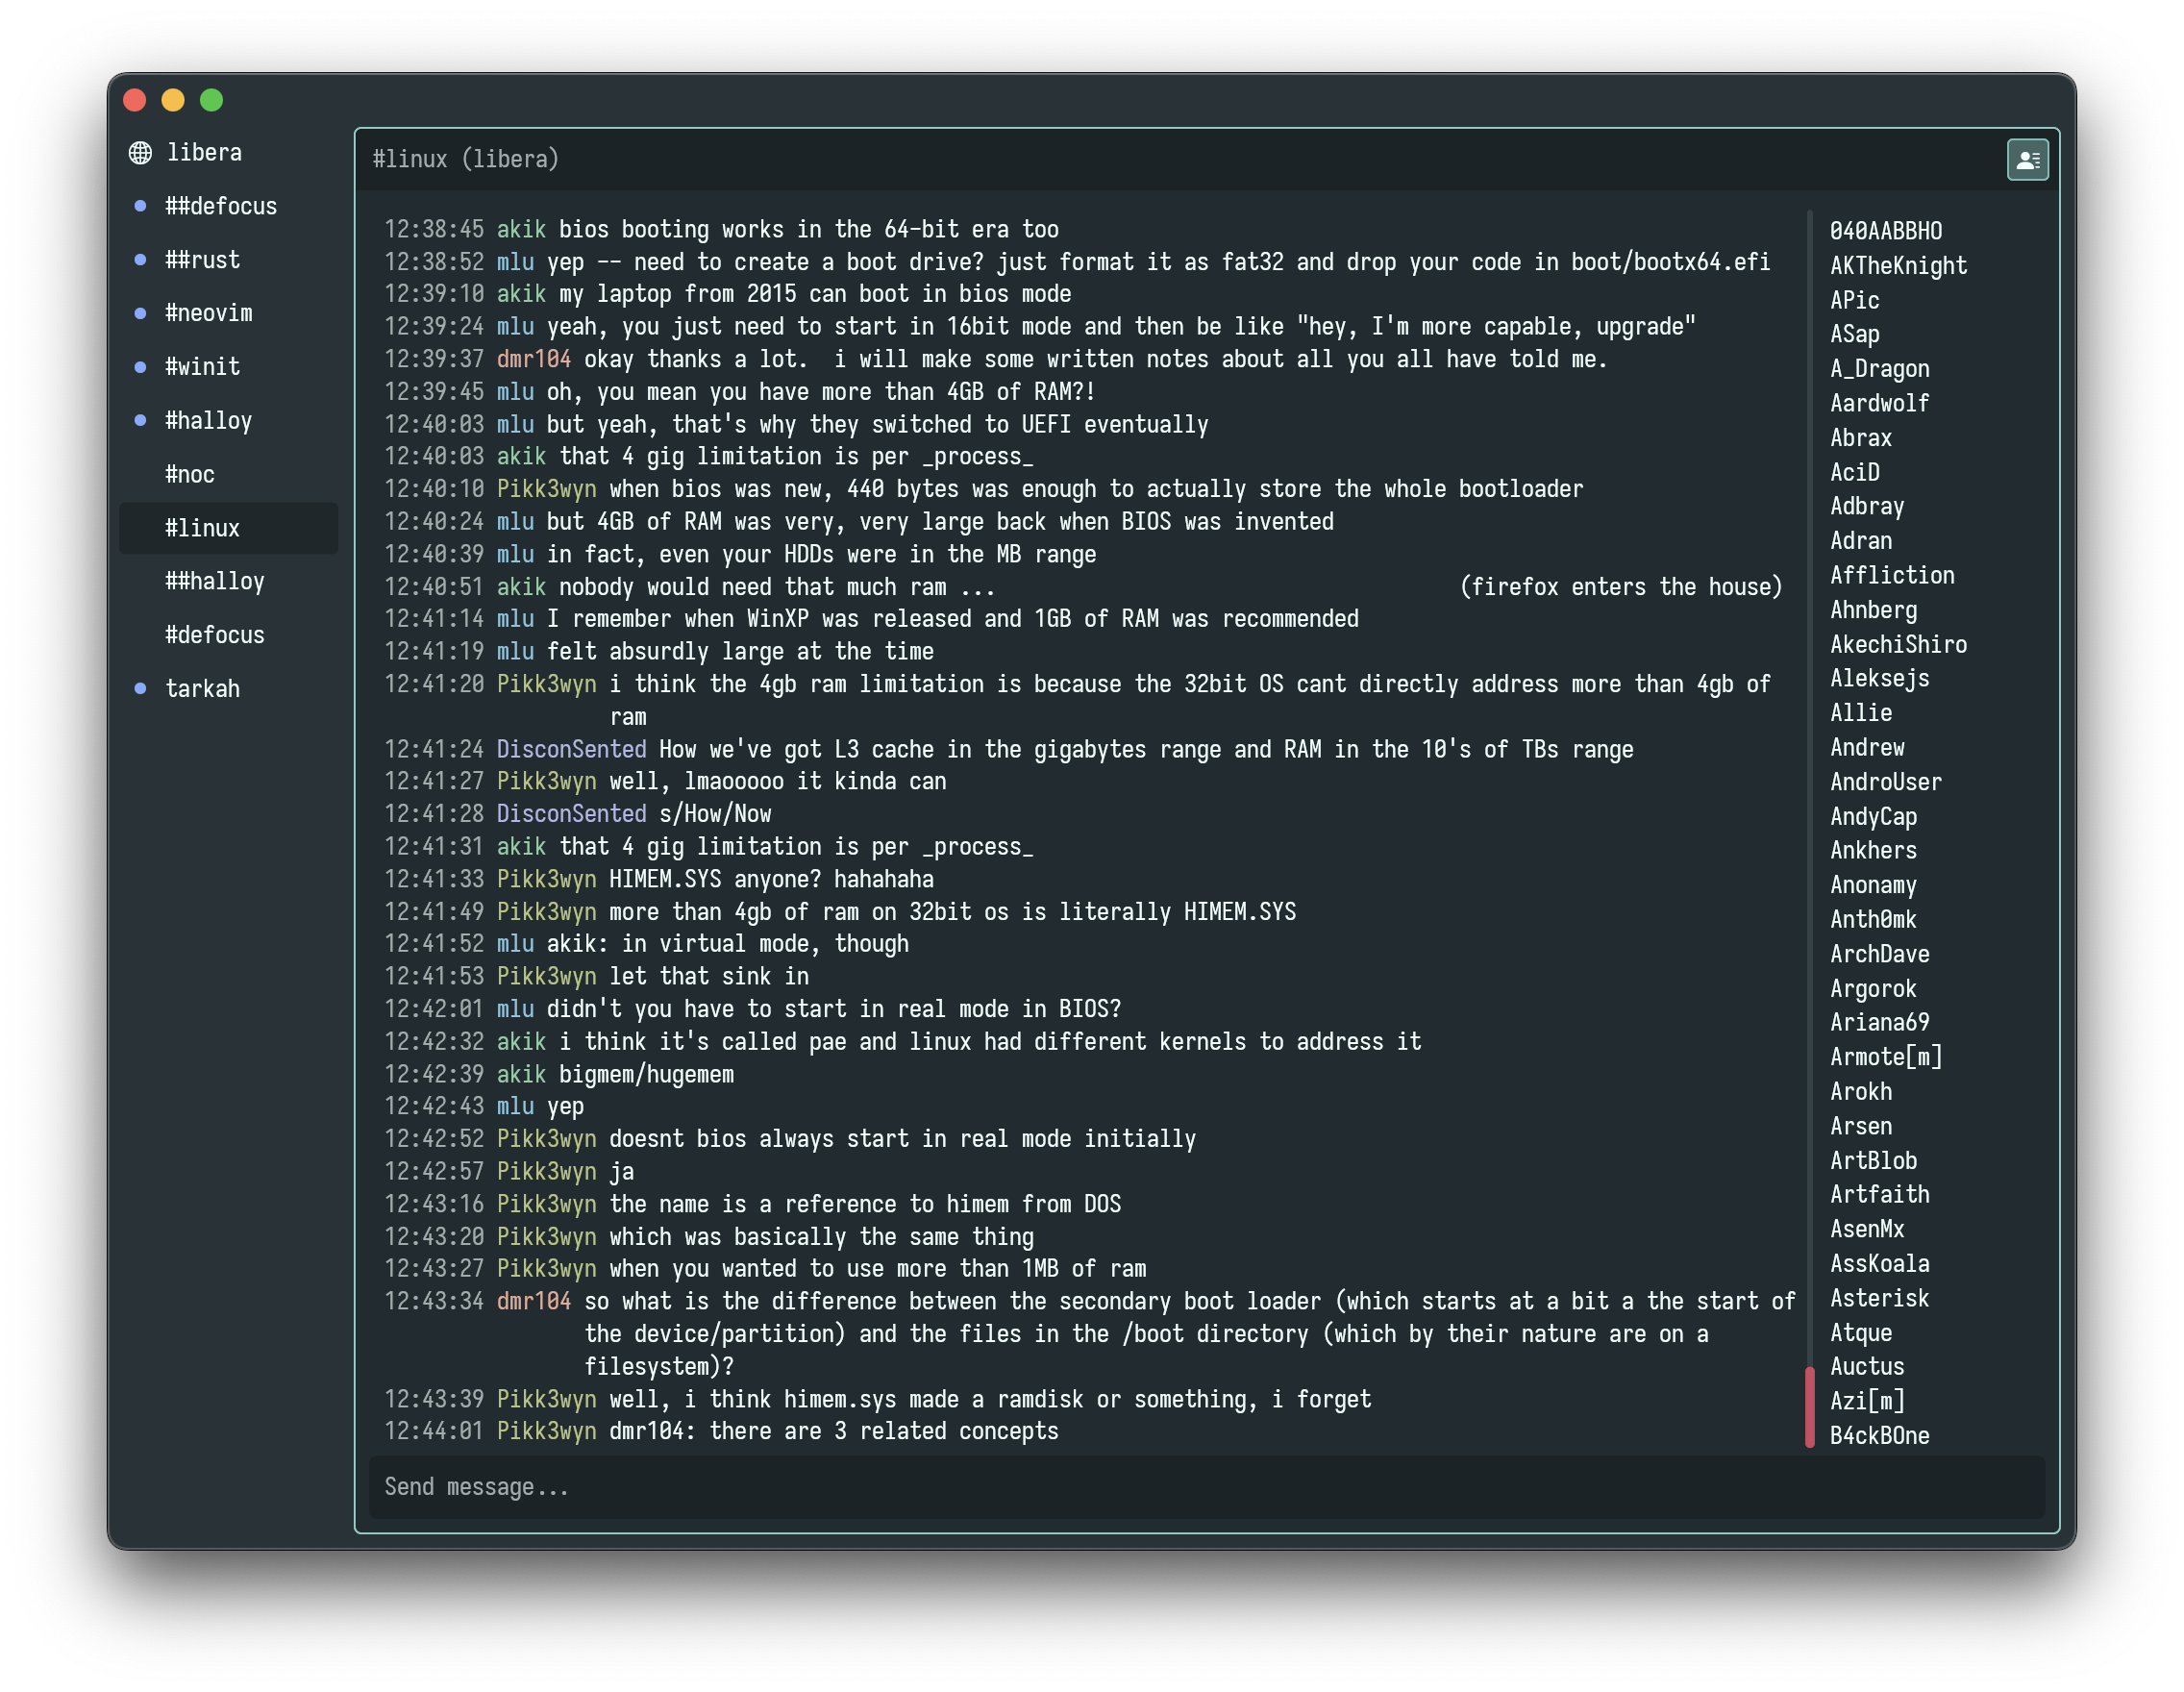 libera
##defocus
##rust
#neovim
#winit
#halloy
#noc
#linux
##halloy
#defocus
tarkah
#linux (libera)
12:38:45 akik bios booting works in the 64-bit era too
12:38:52 mlu yep -- need to create a boot drive? just format it as fat32 and drop your code in boot/bootx64.efi
12:39:10 akik my laptop from 2015 can boot in bios mode
12:39:24 mlu yeah, you just need to start in 16bit mode and then be like "hey, I'm more capable, upgrade"
12:39:37 dmr104 okay thanks a lot.  i will make some written notes about all you all have told me.
12:39:45 mlu oh, you mean you have more than 4GB of RAM?!
12:40:03 mlu but yeah, that's why they switched to UEFI eventually
12:40:03 akik that 4 gig limitation is per _process_
12:40:10 Pikk3wyn when bios was new, 440 bytes was enough to actually store the whole bootloader
12:40:24 mlu but 4GB of RAM was very, very large back when BIOS was invented
12:40:39 mlu in fact, even your HDDs were in the MB range
12:40:51 akik nobody would need that much ram ... (firefox enters the house)
12:41:14 mlu I remember when WinXP was released and 1GB of RAM was recommended
12:41:19 mlu felt absurdly large at the time
12:41:20 Pikk3wyn i think the 4gb ram limitation is because the 32bit OS cant directly address more than 4gb of
ram
12:41:24 DisconSented How we've got L3 cache in the gigabytes range and RAM in the 10's of TBs range
12:41:27 Pikk3wyn well, lmaooooo it kinda can
12:41:28 DisconSented s/How/Now
12:41:31 akik that 4 gig limitation is per _process_
12:41:33 Pikk3wyn HIMEM.SYS anyone? hahahaha
12:41:49 Pikk3wyn more than 4gb of ram on 32bit os is literally HIMEM.SYS
12:41:52 mlu akik: in virtual mode, though
12:41:53 Pikk3wyn let that sink in
12:42:01 mlu didn't you have to start in real mode in BIOS?
12:42:32 akik i think it's called pae and linux had different kernels to address it
12:42:39 akik bigmem/hugemem
12:42:43 mlu yep
12:42:52 Pikk3wyn doesnt bios always start in real mode initially
12:42:57 Pikk3wyn ja
12:43:16 Pikk3wyn the name is a reference to himem from DOS
12:43:20 Pikk3wyn which was basically the same thing
12:43:27 Pikk3wyn when you wanted to use more than 1MB of ram
12:43:34 dmr104 so what is the difference between the secondary boot loader (which starts at a bit a the start of
the device/partition) and the files in the /boot directory (which by their nature are on a
filesystem)?
12:43:39 Pikk3wyn well, i think himem.sys made a ramdisk or something, i forget
12:44:01 Pikk3wyn dmr104: there are 3 related concepts
Send message...
040AABBHO
AKTheKnight
APic
ASap
A_Dragon
Aardwolf
Abrax
AciD
Adbray
Adran
Affliction
Ahnberg
AkechiShiro
Aleksejs
Allie
Andrew
AndroUser
AndyCap
Ankhers
Anonamy
Anth0mk
ArchDave
Argorok
Ariana69
Armote[m]
Arokh
Arsen
ArtBlob
Artfaith
AsenMx
AssKoala
Asterisk
Atque
Auctus
Azi[m]
B4ckBOne